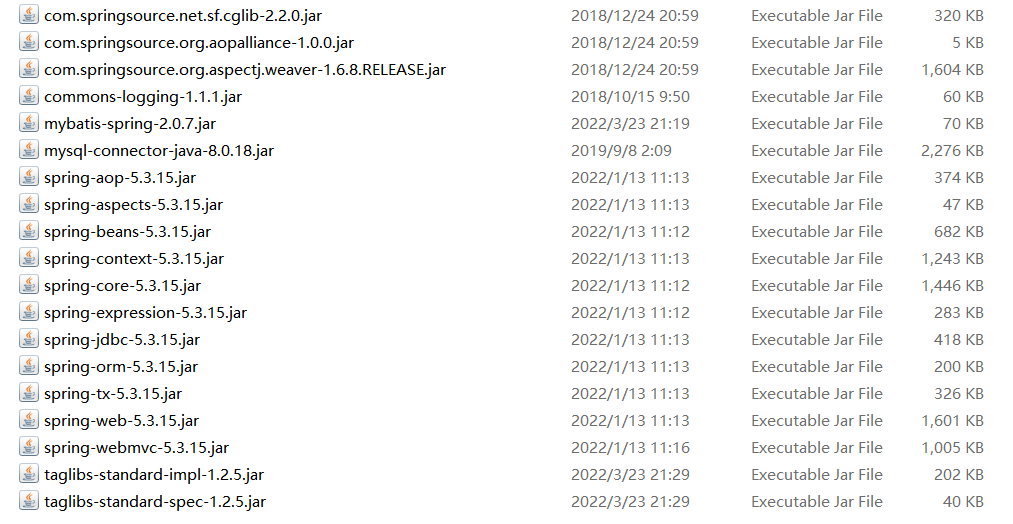 com.springsource.net.sf.cglib-2.2.0.jar 2018/12/24 20:59 Executable Jar File 320 KB
com.springsource.org.aopalliance-1.0.0.jar 2018/12/24 20:59 Executable Jar File 5 KB
com.springsource.org.aspectj.weaver-1.6.8.RELEASE.jar 2018/12/24 20:59 Executable Jar File 1,604 KB
commons-logging-1.1.1.jar 2018/10/15 9:50 Executable Jar File 60 KB
mybatis-spring-2.0.7.jar 2022/3/23 21:19 Executable Jar File 70 KB
mysql-connector-java-8.0.18.jar 2019/9/8 2:09 Executable Jar File 2,276 KB
spring-aop-5.3.15.jar 2022/1/13 11:13 Executable Jar File 374 KB
spring-aspects-5.3.15.jar 2022/1/13 11:13 Executable Jar File 47 KB
spring-beans-5.3.15.jar 2022/1/13 11:12 Executable Jar File 682 KB
spring-context-5.3.15.jar 2022/1/13 11:13 Executable Jar File 1,243 KB
spring-core-5.3.15.jar 2022/1/13 11:12 Executable Jar File 1,446 KB
spring-expression-5.3.15.jar 2022/1/13 11:12 Executable Jar File 283 KB
spring-jdbc-5.3.15.jar 2022/1/13 11:13 Executable Jar File 418 KB
spring-orm-5.3.15.jar 2022/1/13 11:13 Executable Jar File 200 KB
spring-tx-5.3.15.jar 2022/1/13 11:13 Executable Jar File 326 KB
spring-web-5.3.15.jar 2022/1/13 11:13 Executable Jar File 1,601 KB
spring-webmvc-5.3.15.jar 2022/1/13 11:16 Executable Jar File 1,005 KB
taglibs-standard-impl-1.2.5.jar 2022/3/23 21:29 Executable Jar File 202 KB
taglibs-standard-spec-1.2.5.jar 2022/3/23 21:29 Executable Jar File 40 KB